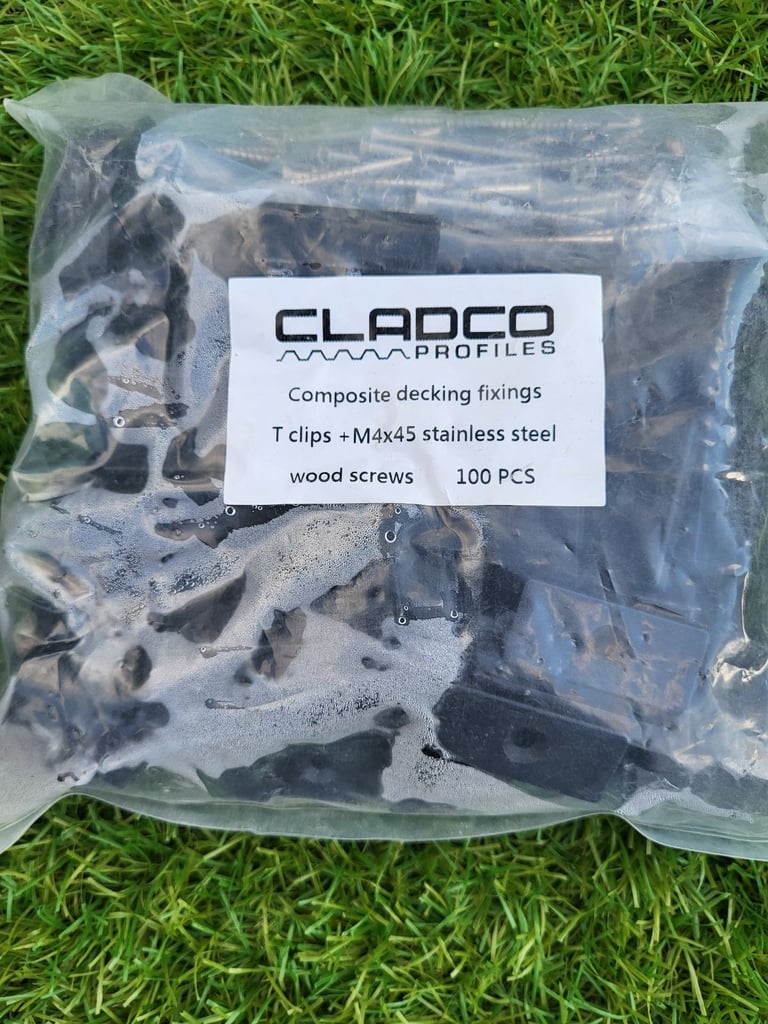 CLADCO
PROFILES
Composite decking fixings
T clips +M4x45 stainless steel
wood screws 100 PCS